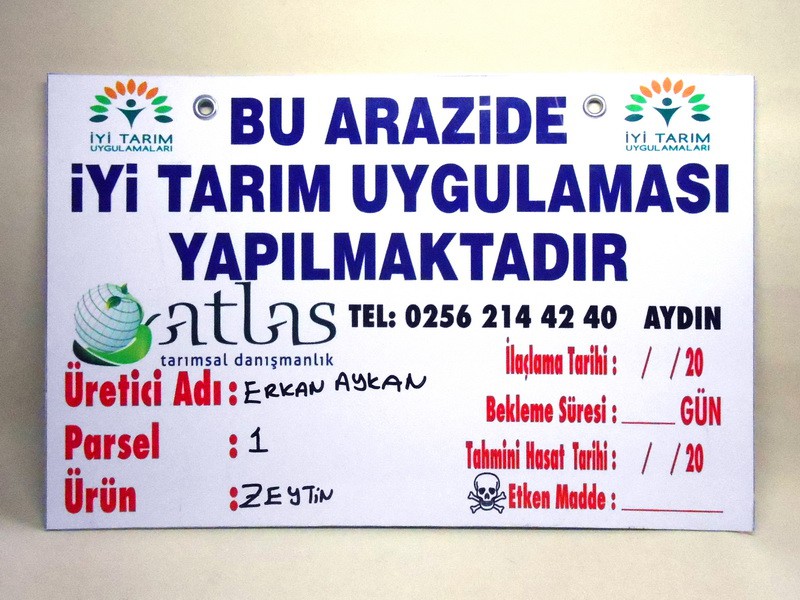 İYİ TARIM
UYGULAMALARI
BU ARAZİDE
İYİ TARIM
UYGULAMALARI
İYİ TARIM UYGULAMASI
YAPILMAKTADIR
atlas
tarımsal danışmanlık
TEL: 0256 214 42 40 AYDIN
Üretici Adı : ERKAN AYKAN
Parsel : 1
Ürün : ZEYTİN
İlaçlama Tarihi : / / 20
Bekleme Süresi : ______ GÜN
Tahmini Hasat Tarihi : / / 20
Etken Madde : __________